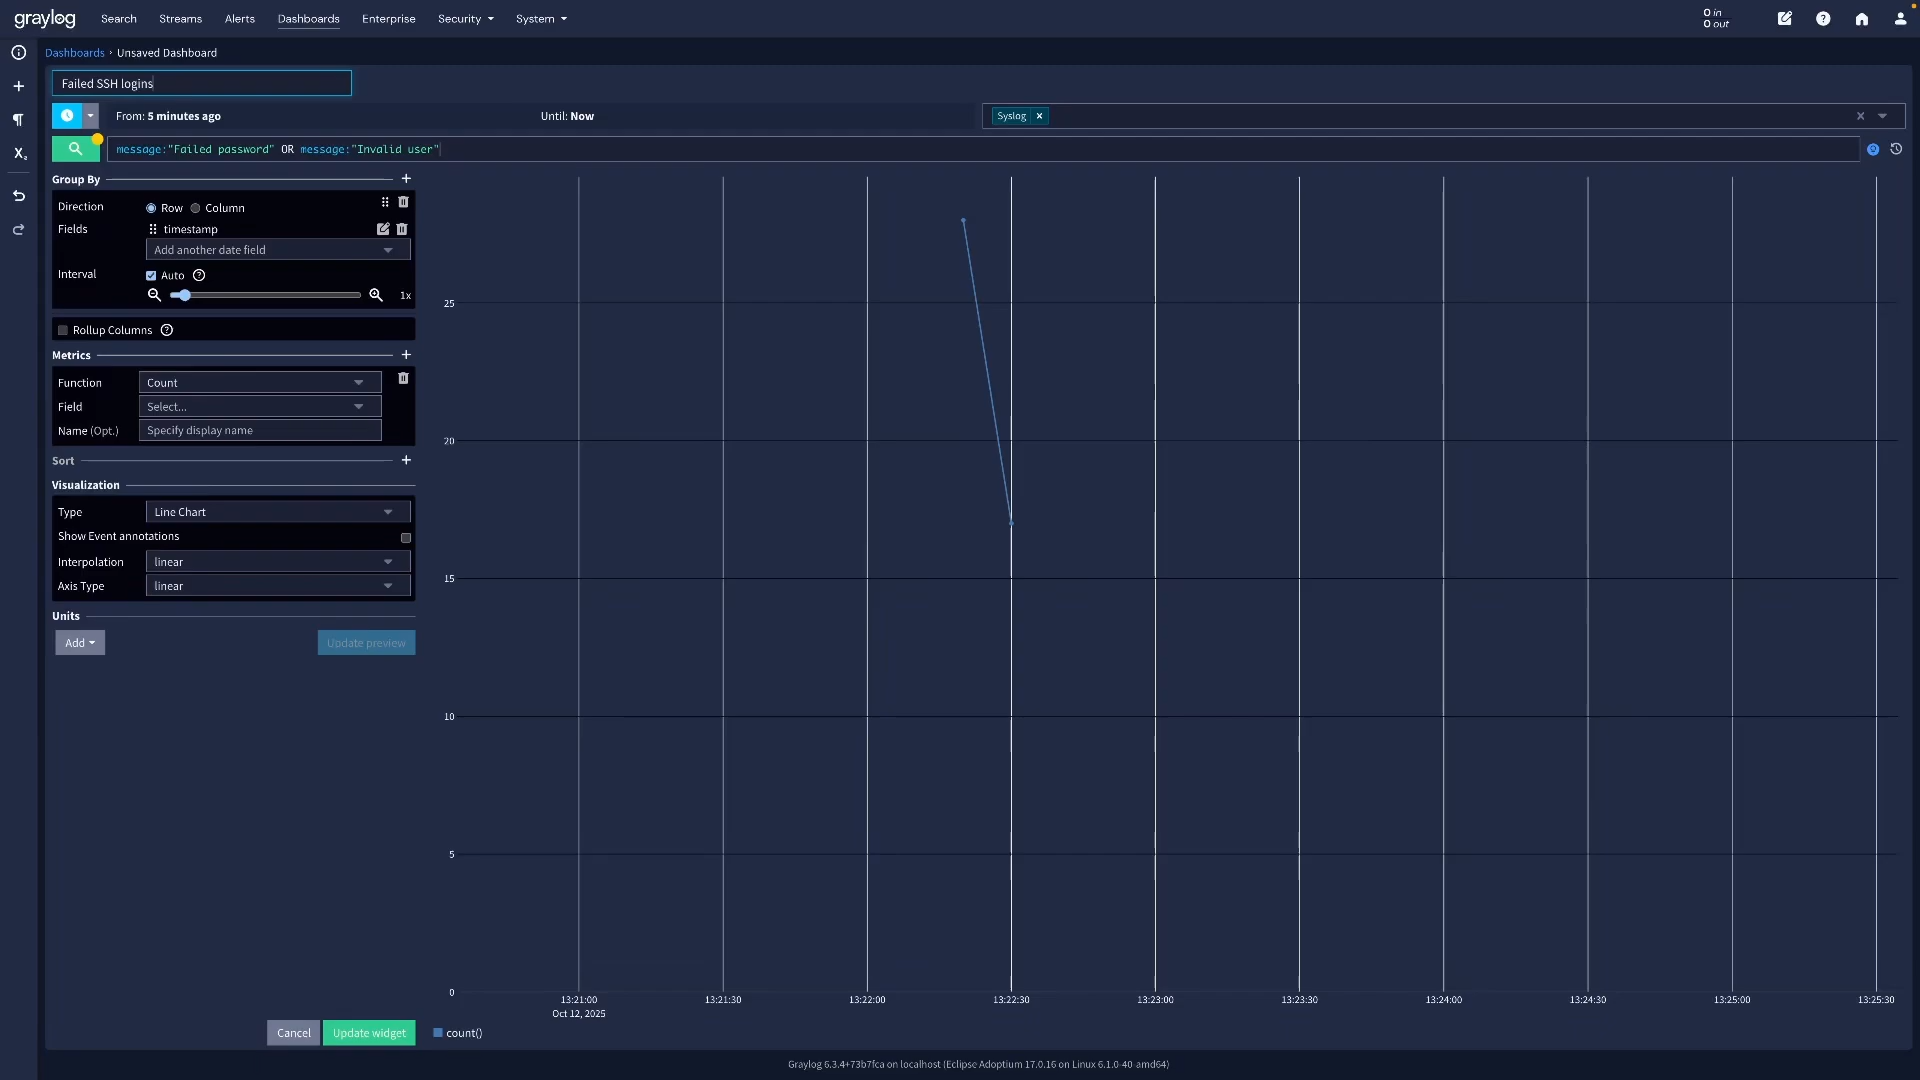 graylog Search Streams Alerts Dashboards Enterprise Security System 0 in
0 out
Dashboards › Unsaved Dashboard
Failed SSH logins
From: 5 minutes ago Until: Now Syslog ×
message:"Failed password" OR message:"Invalid user"
Group By
Direction Row Column
Fields timestamp
Add another date field
Interval Auto
1x
Rollup Columns
Metrics
Function Count
Field Select...
Name (Opt.) Specify display name
Sort
Visualization
Type Line Chart
Show Event annotations
Interpolation linear
Axis Type linear
Units
Add Update preview
Cancel Update widget
25
20
15
10
5
0
13:21:00 13:21:30 13:22:00 13:22:30 13:23:00 13:23:30 13:24:00 13:24:30 13:25:00 13:25:30
Oct 12, 2025
count()
Graylog 6.3.4+73b7fca on localhost (Eclipse Adoptium 17.0.16 on Linux 6.1.0-40-amd64)